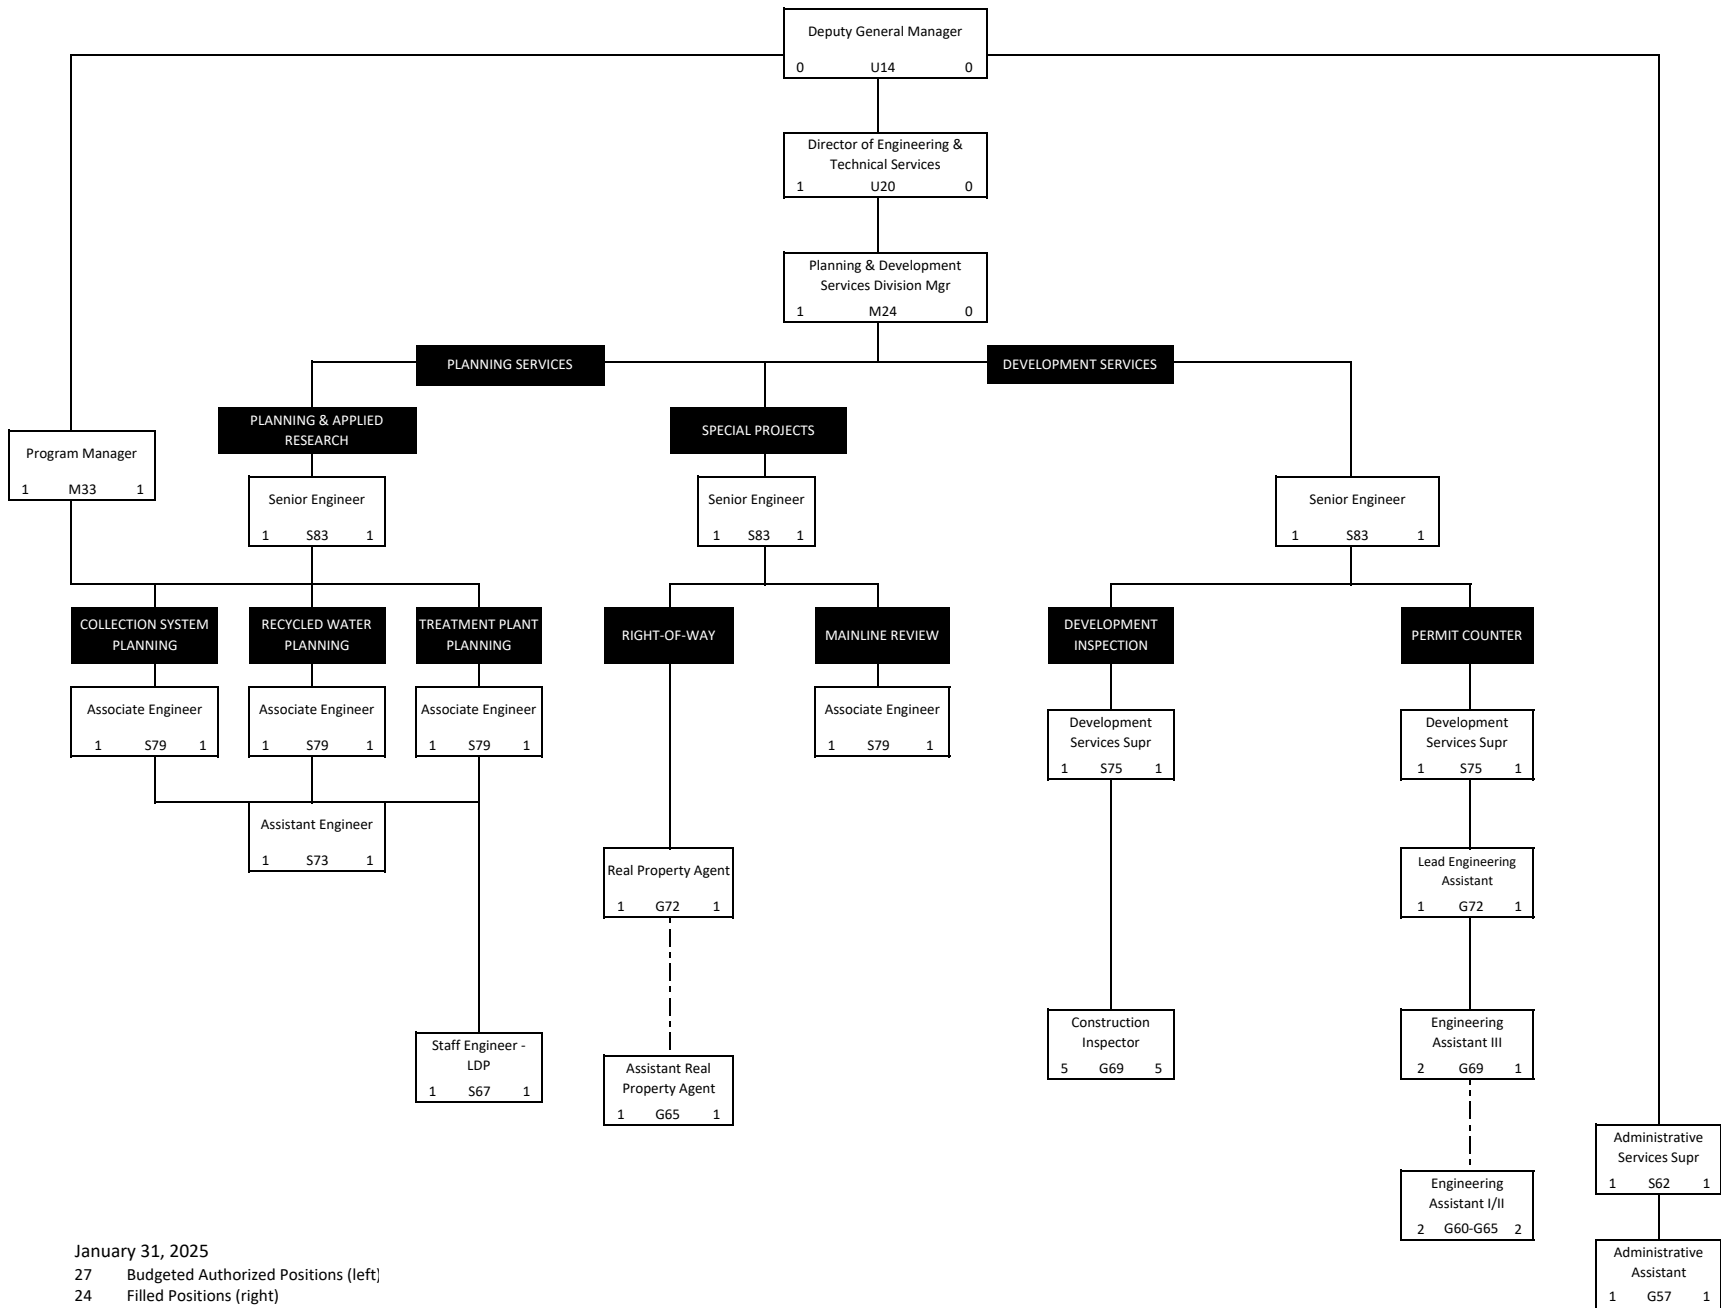 Deputy General Manager
0 U14 0
Director of Engineering &
Technical Services
1 U20 0
Planning & Development
Services Division Mgr
1 M24 0
PLANNING SERVICES
DEVELOPMENT SERVICES
PLANNING & APPLIED
RESEARCH
SPECIAL PROJECTS
Program Manager
1 M33 1
Senior Engineer
1 S83 1
Senior Engineer
1 S83 1
Senior Engineer
1 S83 1
COLLECTION SYSTEM
PLANNING
RECYCLED WATER
PLANNING
TREATMENT PLANT
PLANNING
RIGHT-OF-WAY
MAINLINE REVIEW
DEVELOPMENT
INSPECTION
PERMIT COUNTER
Associate Engineer
1 S79 1
Associate Engineer
1 S79 1
Associate Engineer
1 S79 1
Associate Engineer
1 S79 1
Development
Services Supr
1 S75 1
Development
Services Supr
1 S75 1
Assistant Engineer
1 S73 1
Real Property Agent
1 G72 1
Lead Engineering
Assistant
1 G72 1
Staff Engineer -
LDP
1 S67 1
Assistant Real
Property Agent
1 G65 1
Construction
Inspector
5 G69 5
Engineering
Assistant III
2 G69 1
Engineering
Assistant I/II
2 G60-G65 2
Administrative
Services Supr
1 S62 1
Administrative
Assistant
1 G57 1
January 31, 2025
27 Budgeted Authorized Positions (left)
24 Filled Positions (right)